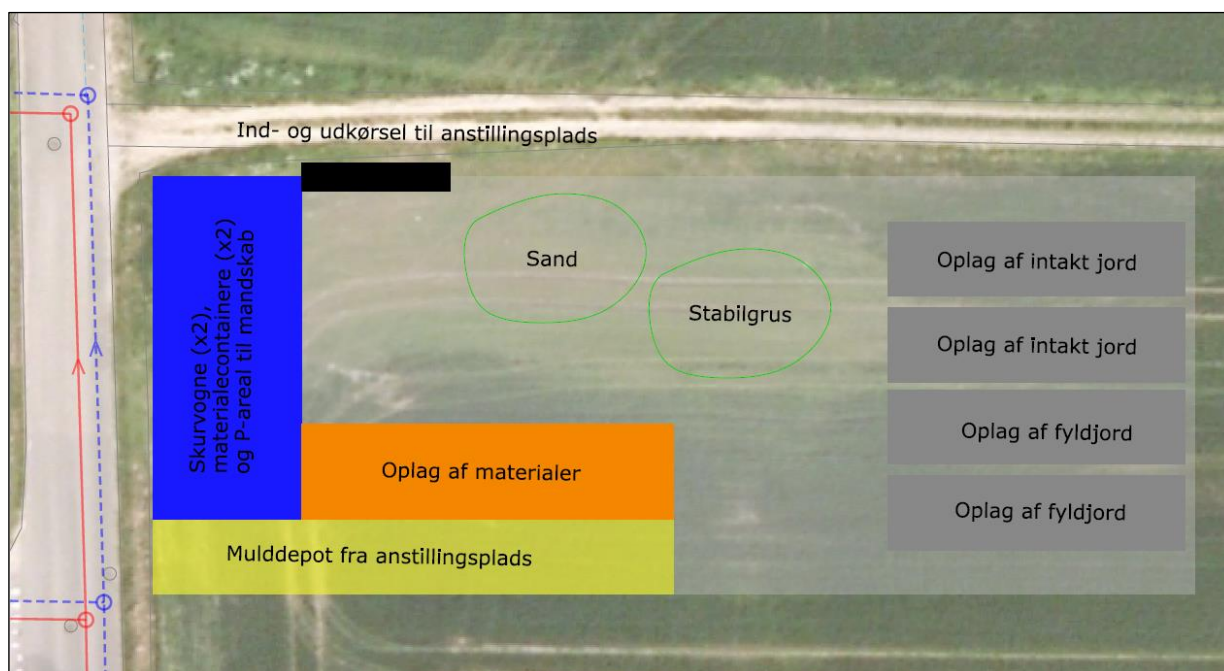 Ind- og udkørsel til anstillingsplads
Skurvogne (x2),
materialecontainere (x2)
og P-areal til mandskab
Sand
Stabilgrus
Oplag af intakt jord
Oplag af intakt jord
Oplag af fyldjord
Oplag af fyldjord
Oplag af materialer
Mulddepot fra anstillingsplads